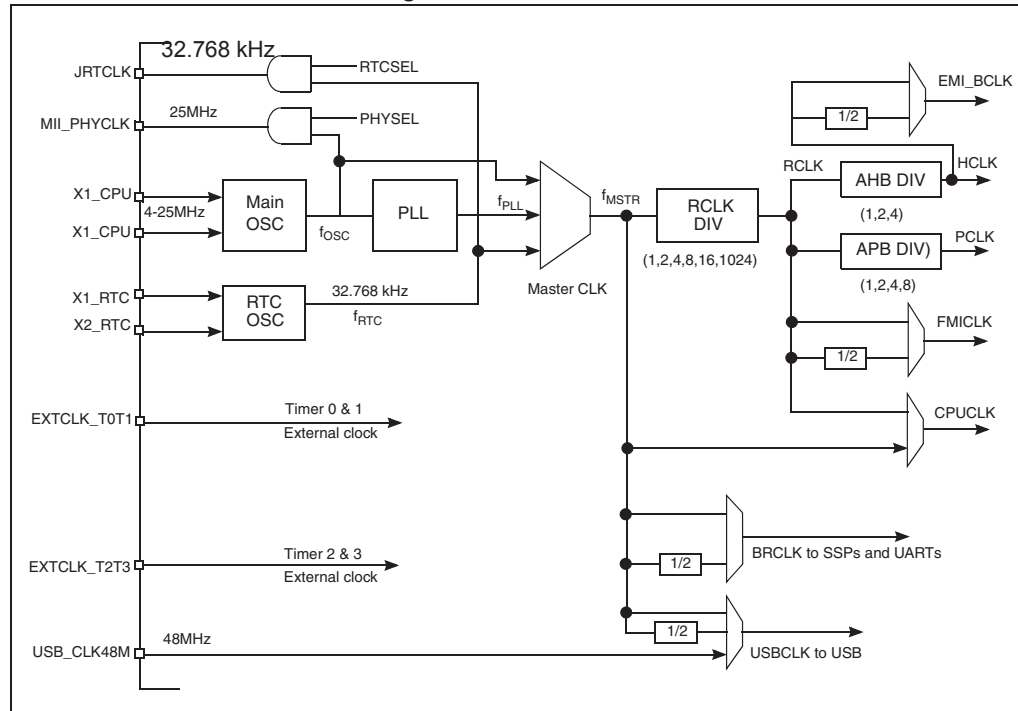 32.768 kHz
JRTCLK
RTCSEL
MII_PHYCLK
25MHz
PHYSEL
X1_CPU
4-25MHz
X1_CPU
Main
OSC
fOSC
PLL
fPLL
X1_RTC
X2_RTC
RTC
OSC
32.768 kHz
fRTC
Master CLK
fMSTR
RCLK
DIV
(1,2,4,8,16,1024)
RCLK
EMI_BCLK
1/2
HCLK
AHB DIV
(1,2,4)
PCLK
APB DIV)
(1,2,4,8)
FMICLK
1/2
CPUCLK
EXTCLK_T0T1
Timer 0 & 1
External clock
EXTCLK_T2T3
Timer 2 & 3
External clock
1/2
BRCLK to SSPs and UARTs
USB_CLK48M
48MHz
1/2
USBCLK to USB